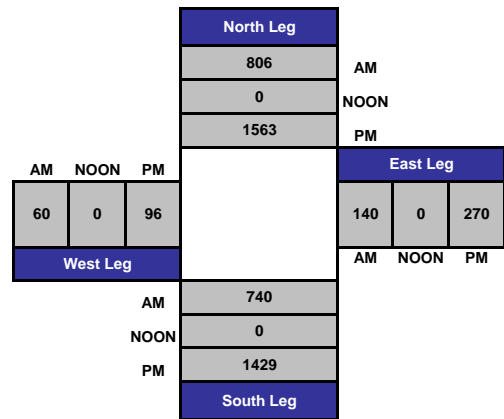 North Leg
806 AM
0 NOON
1563 PM
AM NOON PM East Leg
60 0 96 140 0 270
West Leg AM NOON PM
AM 740
NOON 0
PM 1429
South Leg